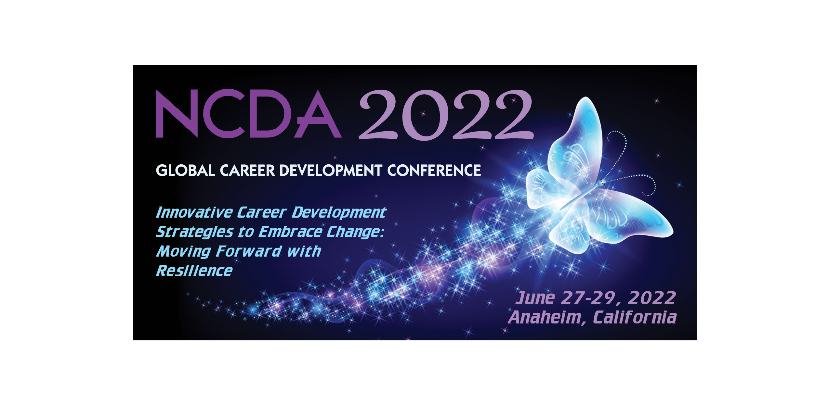 NCDA 2022
GLOBAL CAREER DEVELOPMENT CONFERENCE
Innovative Career Development
Strategies to Embrace Change:
Moving Forward with
Resilience
June 27-29, 2022
Anaheim, California